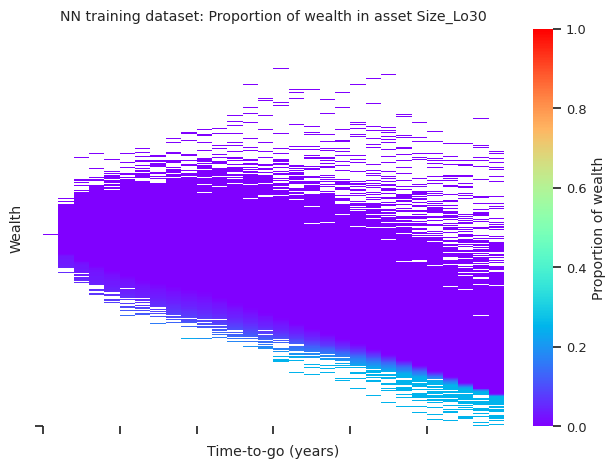 NN training dataset: Proportion of wealth in asset Size_Lo30
Wealth
Time-to-go (years)
1.0
0.8
0.6
0.4
0.2
0.0
Proportion of wealth